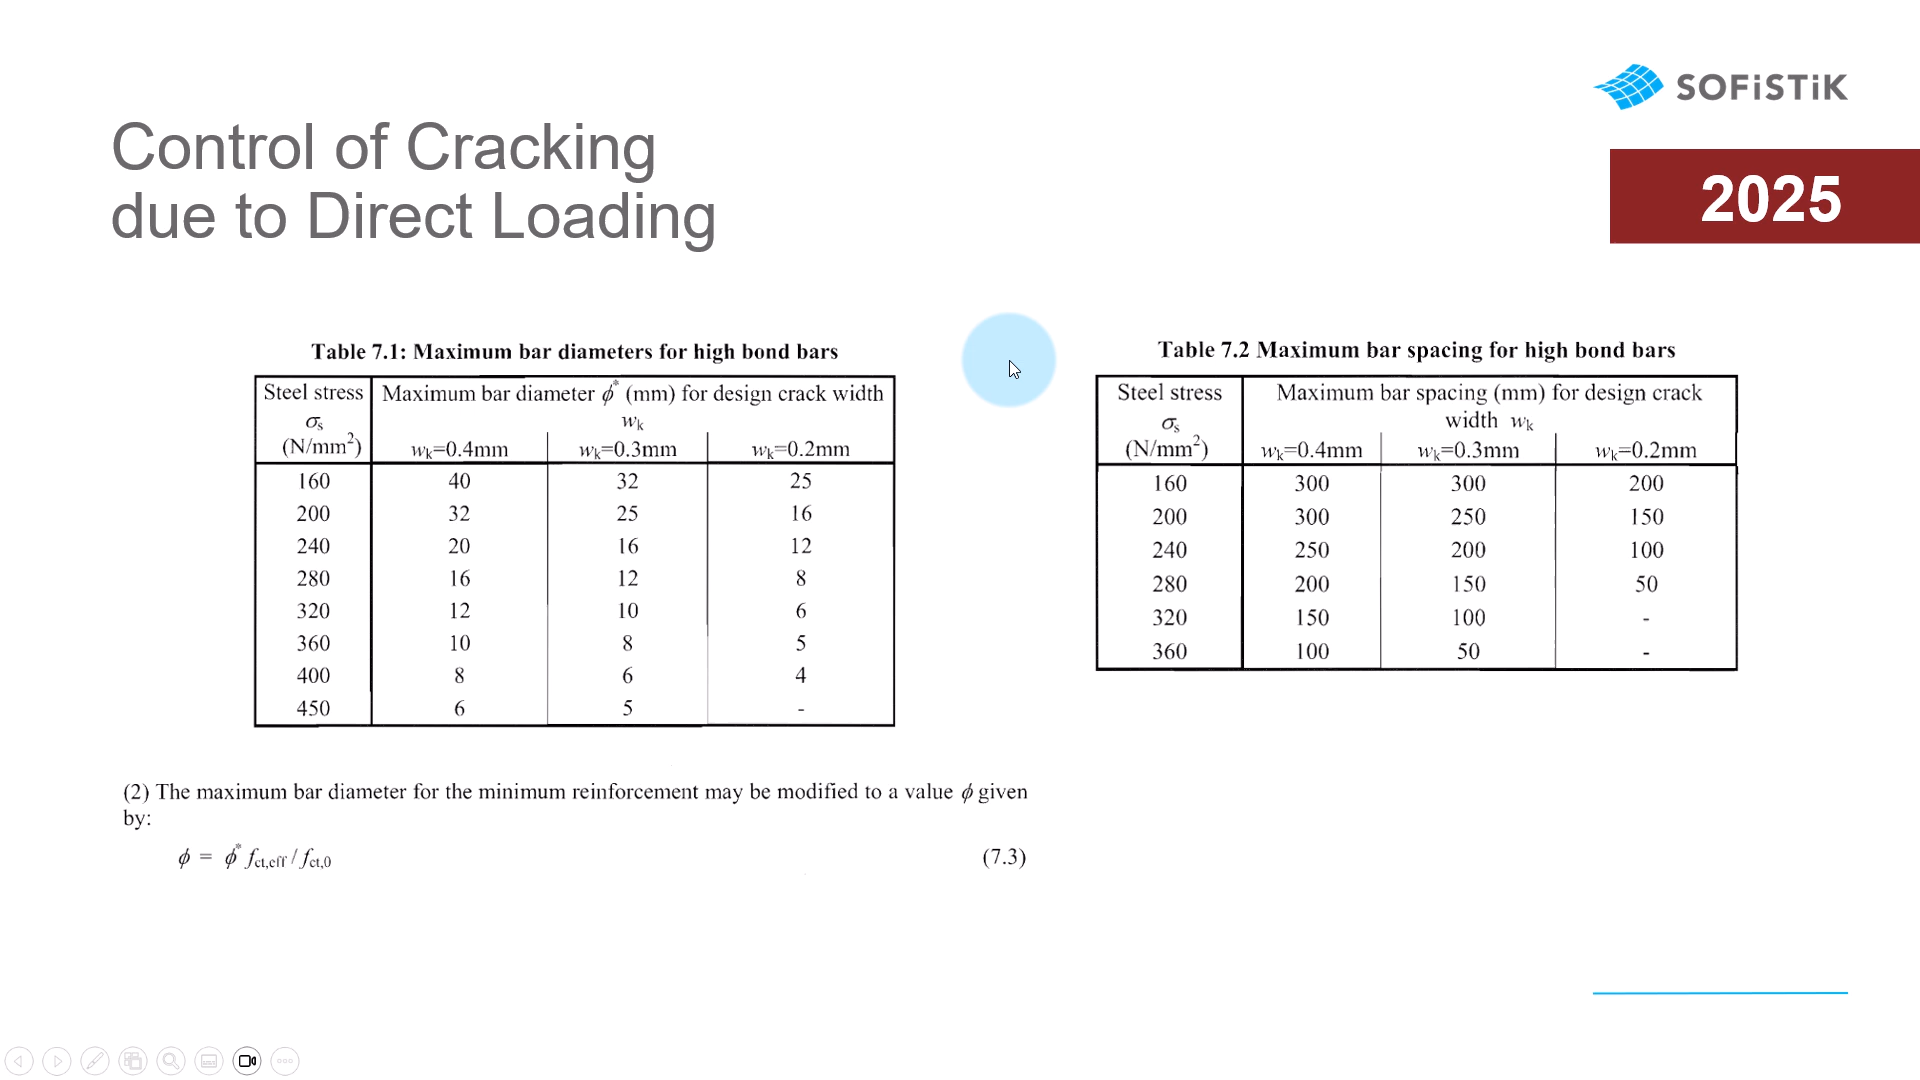 SOFiSTiK
Control of Cracking
due to Direct Loading
2025
Table 7.1: Maximum bar diameters for high bond bars
Steel stress Maximum bar diameter ϕ* (mm) for design crack width
σs wk
(N/mm²) wk=0.4mm wk=0.3mm wk=0.2mm
160 40 32 25
200 32 25 16
240 20 16 12
280 16 12 8
320 12 10 6
360 10 8 5
400 8 6 4
450 6 5 -
Table 7.2 Maximum bar spacing for high bond bars
Steel stress Maximum bar spacing (mm) for design crack
σs width wk
(N/mm²) wk=0.4mm wk=0.3mm wk=0.2mm
160 300 300 200
200 300 250 150
240 250 200 100
280 200 150 50
320 150 100 -
360 100 50 -
(2) The maximum bar diameter for the minimum reinforcement may be modified to a value ϕ given
by:
ϕ = ϕ* fct,eff / fct,0 (7.3)